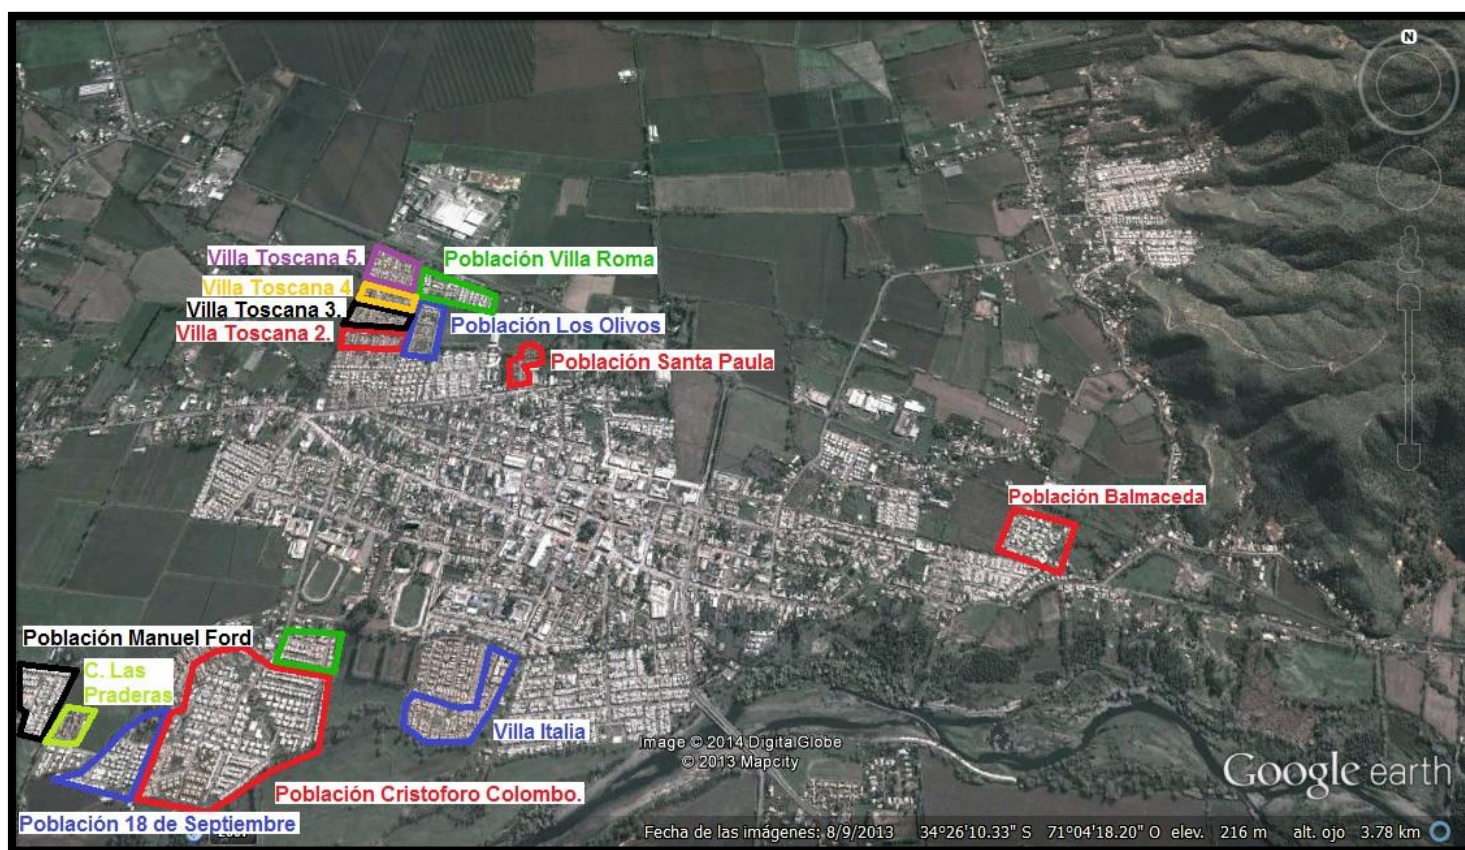 N
Villa Toscana 5.
Población Villa Roma
Villa Toscana 4
Villa Toscana 3.
Población Los Olivos
Villa Toscana 2.
Población Santa Paula
Población Balmaceda
Población Manuel Ford
C. Las
Praderas
Villa Italia
Image © 2014 DigitalGlobe
© 2013 Mapcity
Google earth
Población Cristoforo Colombo.
Población 18 de Septiembre
Fecha de las imágenes: 8/9/2013 34°26'10.33" S 71°04'18.20" O elev. 216 m alt. ojo 3.78 km